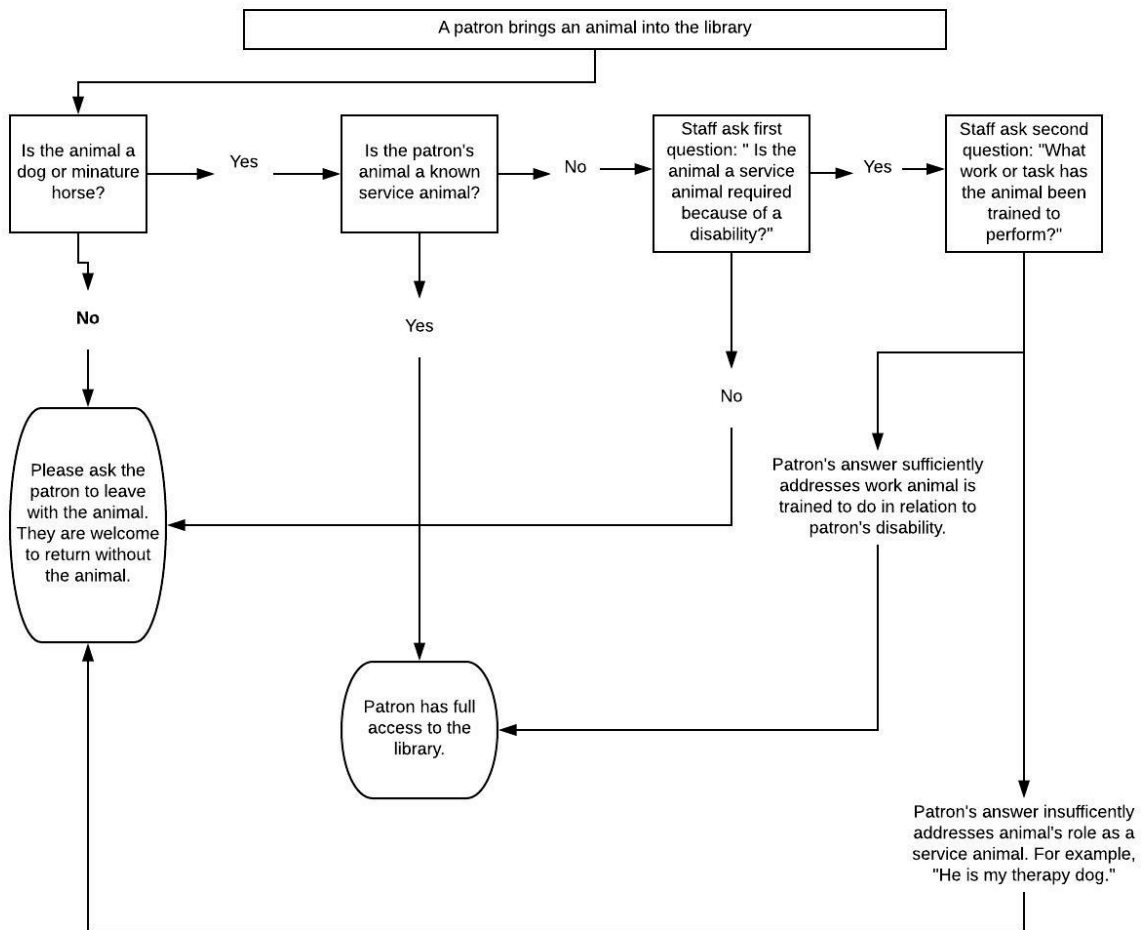 A patron brings an animal into the library
Is the animal a
dog or minature
horse?
Yes
Is the patron's
animal a known
service animal?
No
Staff ask first
question: " Is the
animal a service
animal required
because of a
disability?"
Yes
Staff ask second
question: "What
work or task has
the animal been
trained to
perform?"
No
Yes
No
Please ask the
patron to leave
with the animal.
They are welcome
to return without
the animal.
Patron's answer sufficiently
addresses work animal is
trained to do in relation to
patron's disability.
Patron has full
access to the
library.
Patron's answer insufficently
addresses animal's role as a
service animal. For example,
"He is my therapy dog."